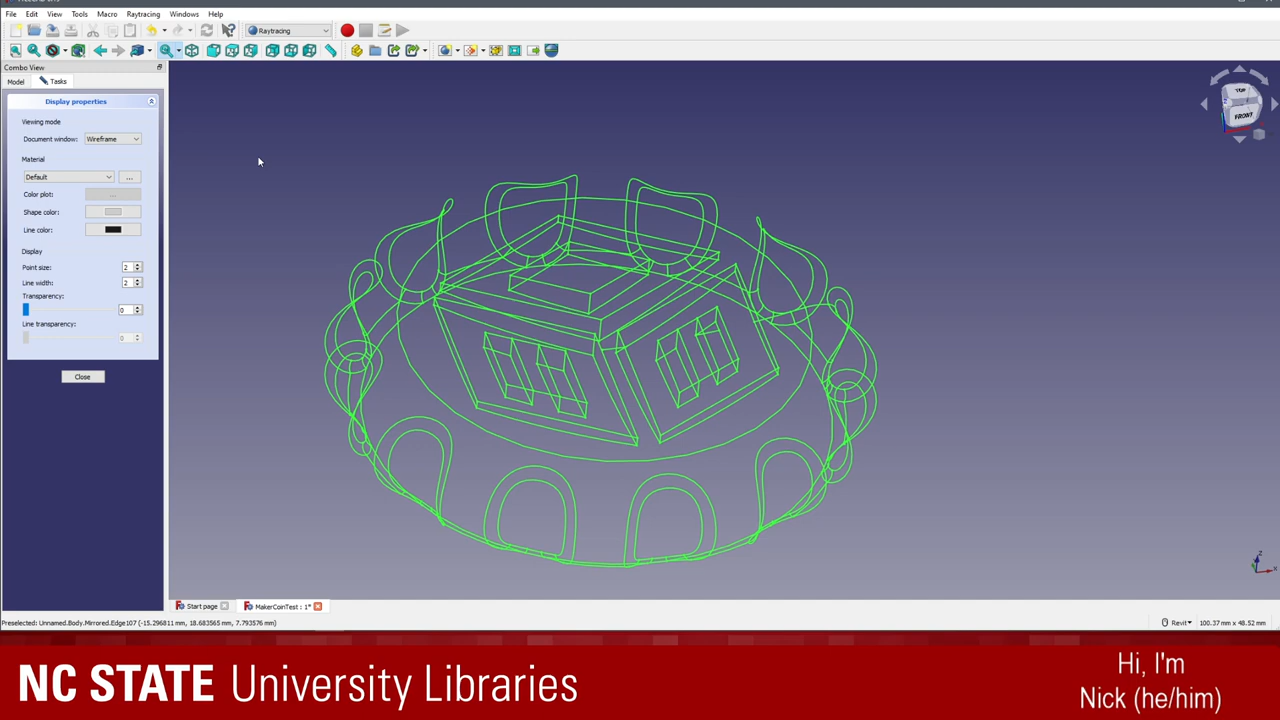 File Edit View Tools Macro Raytracing Windows Help
Raytracing
Combo View
Model Tasks
Display properties
Viewing mode
Document window: Wireframe
Material
Default ...
Color plot: ...
Shape color:
Line color:
Display
Point size: 2
Line width: 2
Transparency:
0
Line transparency:
0
Close
TOP
FRONT
Z
X
Start page MakerCoinTest : 1*
Preselected: Unnamed.Body.Mirrored.Edge107 (-15.296811 mm, 18.683565 mm, 7.793576 mm)
Revit 100.37 mm x 48.52 mm
NC STATE University Libraries
Hi, I'm
Nick (he/him)